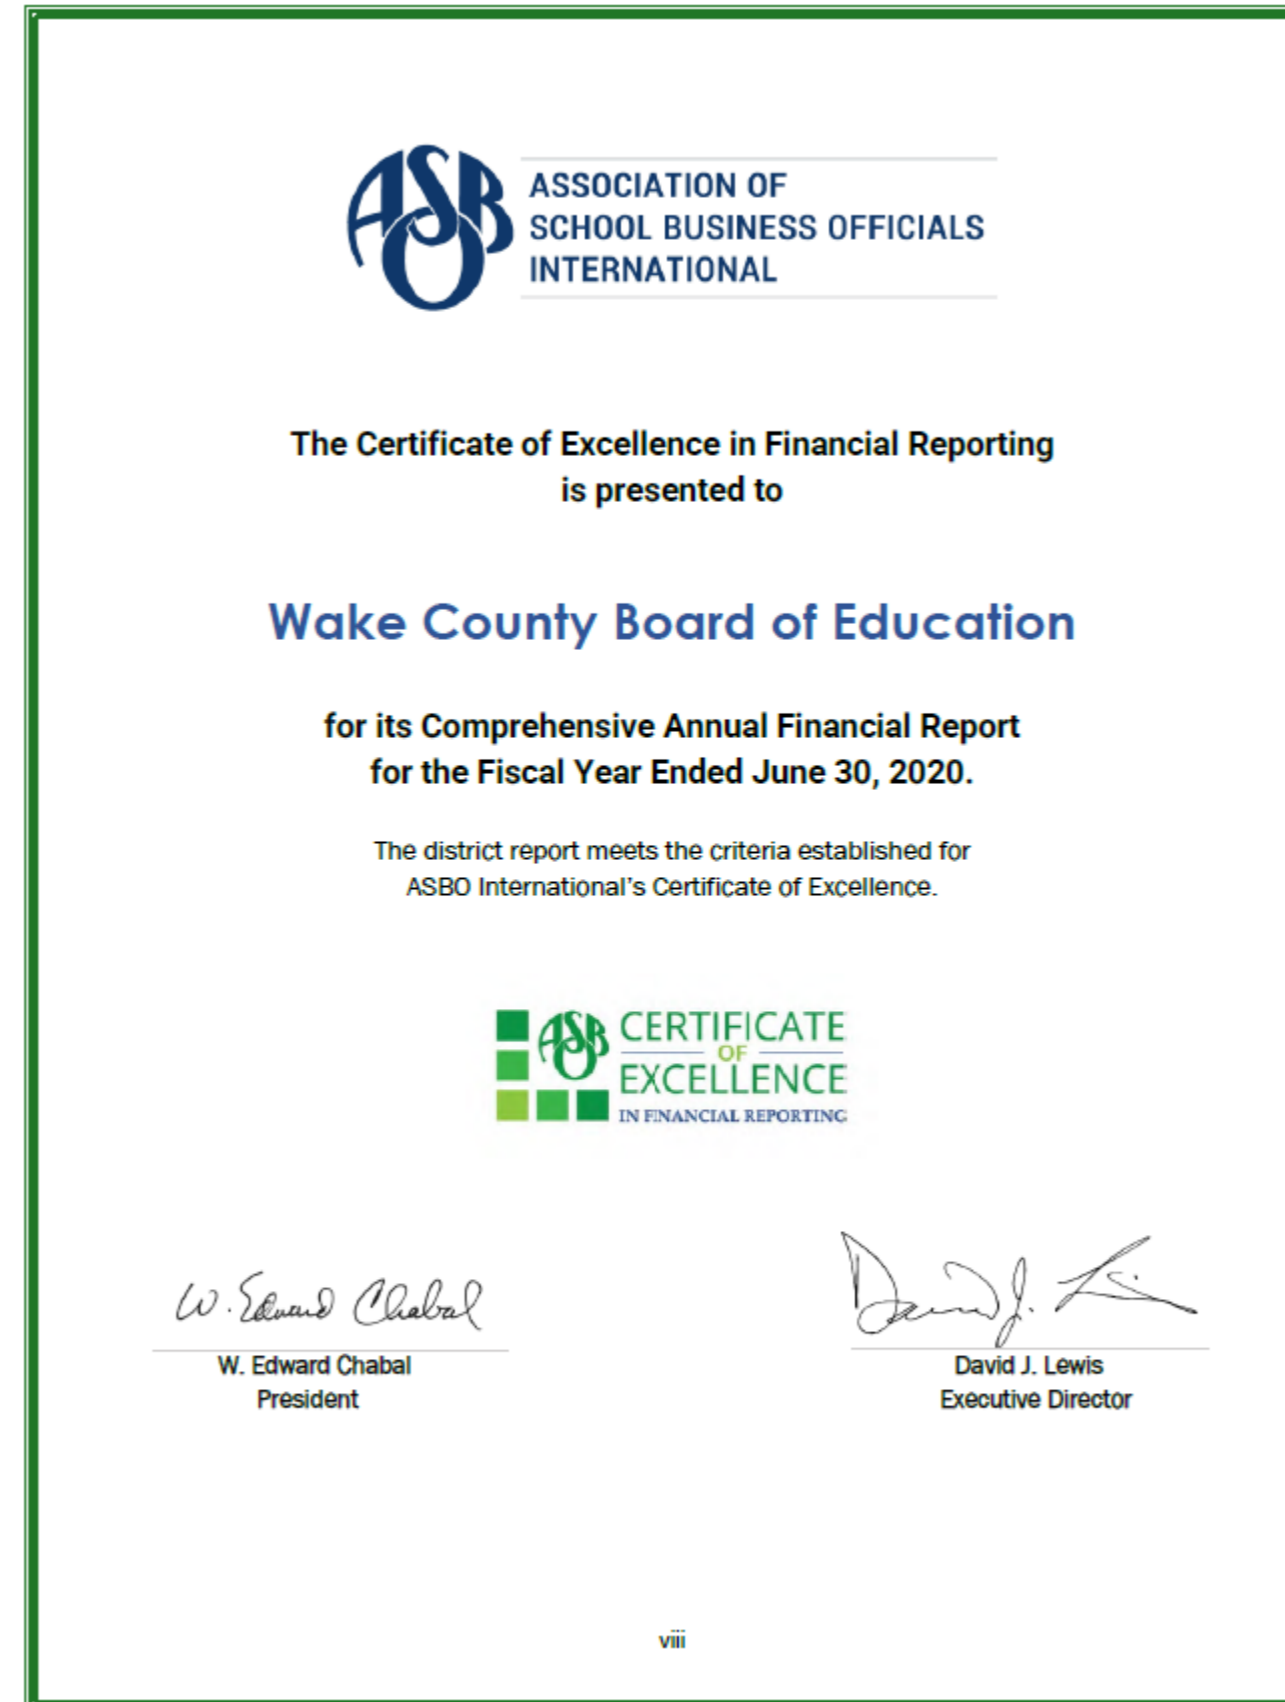 ASBO
ASSOCIATION OF
SCHOOL BUSINESS OFFICIALS
INTERNATIONAL
The Certificate of Excellence in Financial Reporting
is presented to
Wake County Board of Education
for its Comprehensive Annual Financial Report
for the Fiscal Year Ended June 30, 2020.
The district report meets the criteria established for
ASBO International's Certificate of Excellence.
ASBO
CERTIFICATE
OF
EXCELLENCE
IN FINANCIAL REPORTING
W. Edward Chabal
David J. Lewis
W. Edward Chabal
President
David J. Lewis
Executive Director
viii